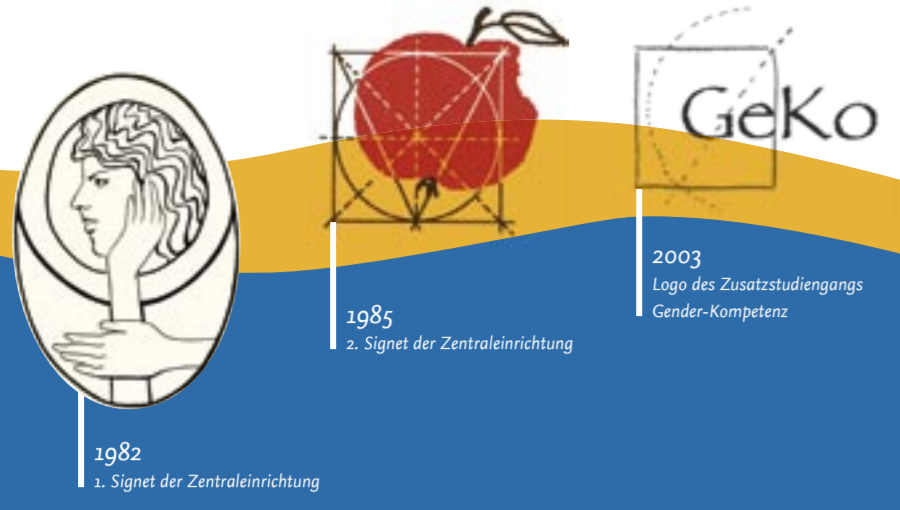 GeKo
2003
Logo des Zusatzstudiengangs
Gender-Kompetenz
1985
2. Signet der Zentraleinrichtung
1982
1. Signet der Zentraleinrichtung